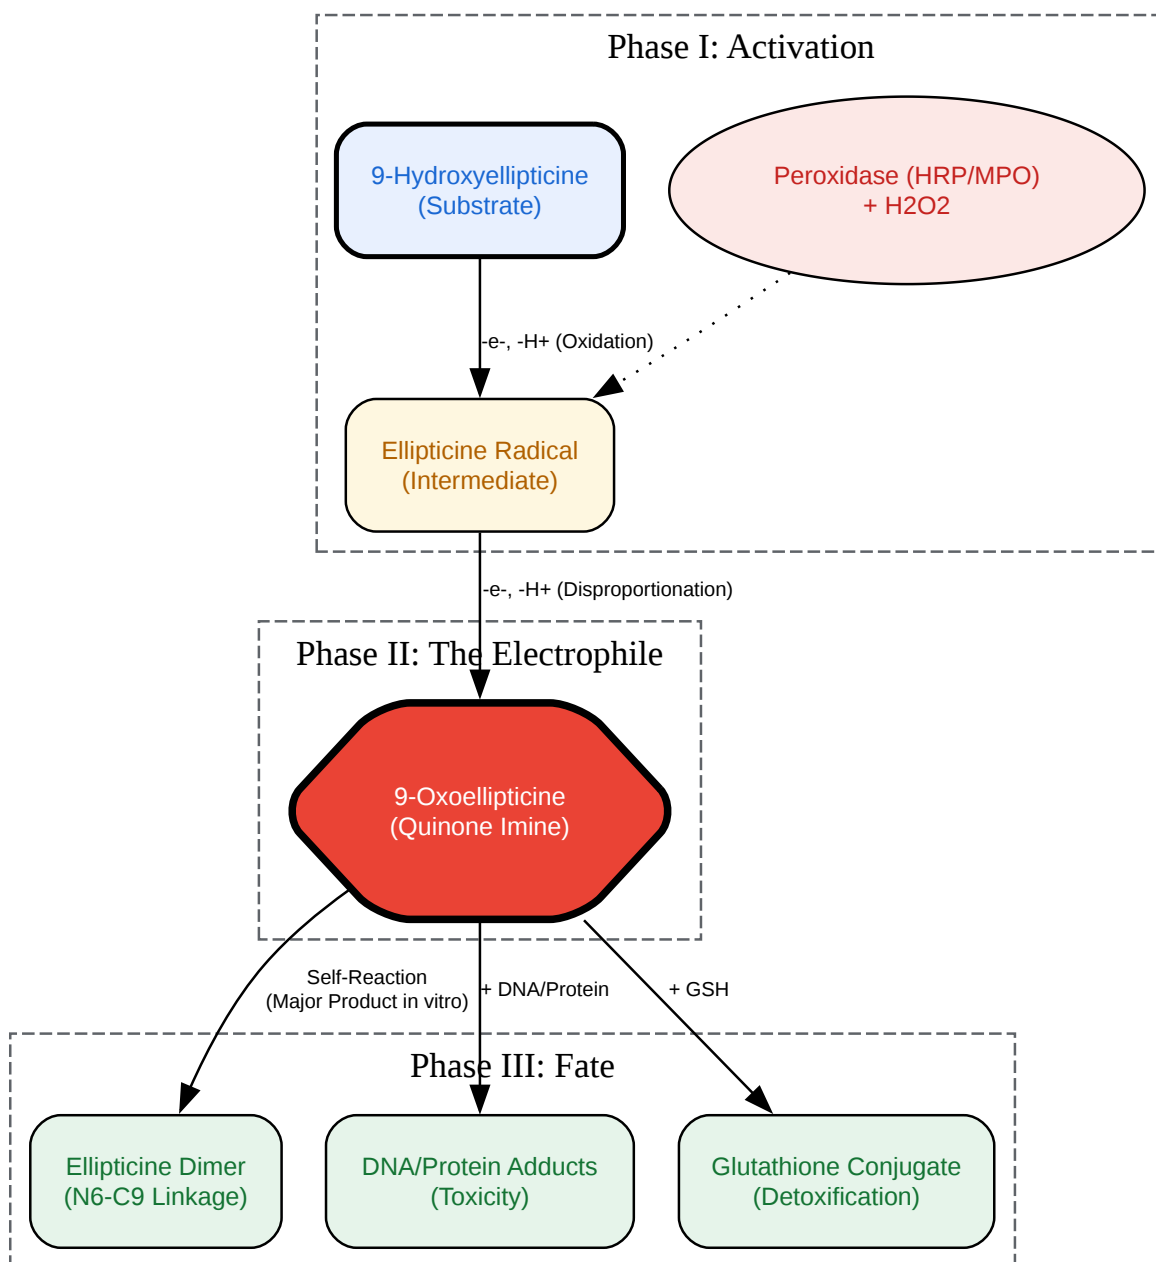 Phase I: Activation
9-Hydroxyellipticine
(Substrate)
Peroxidase (HRP/MPO)
+ H2O2
-e-, -H+ (Oxidation)
Ellipticine Radical
(Intermediate)
-e-, -H+ (Disproportionation)
Phase II: The Electrophile
9-Oxoellipticine
(Quinone Imine)
Self-Reaction
(Major Product in vitro)
+ DNA/Protein
+ GSH
Phase III: Fate
Ellipticine Dimer
(N6-C9 Linkage)
DNA/Protein Adducts
(Toxicity)
Glutathione Conjugate
(Detoxification)